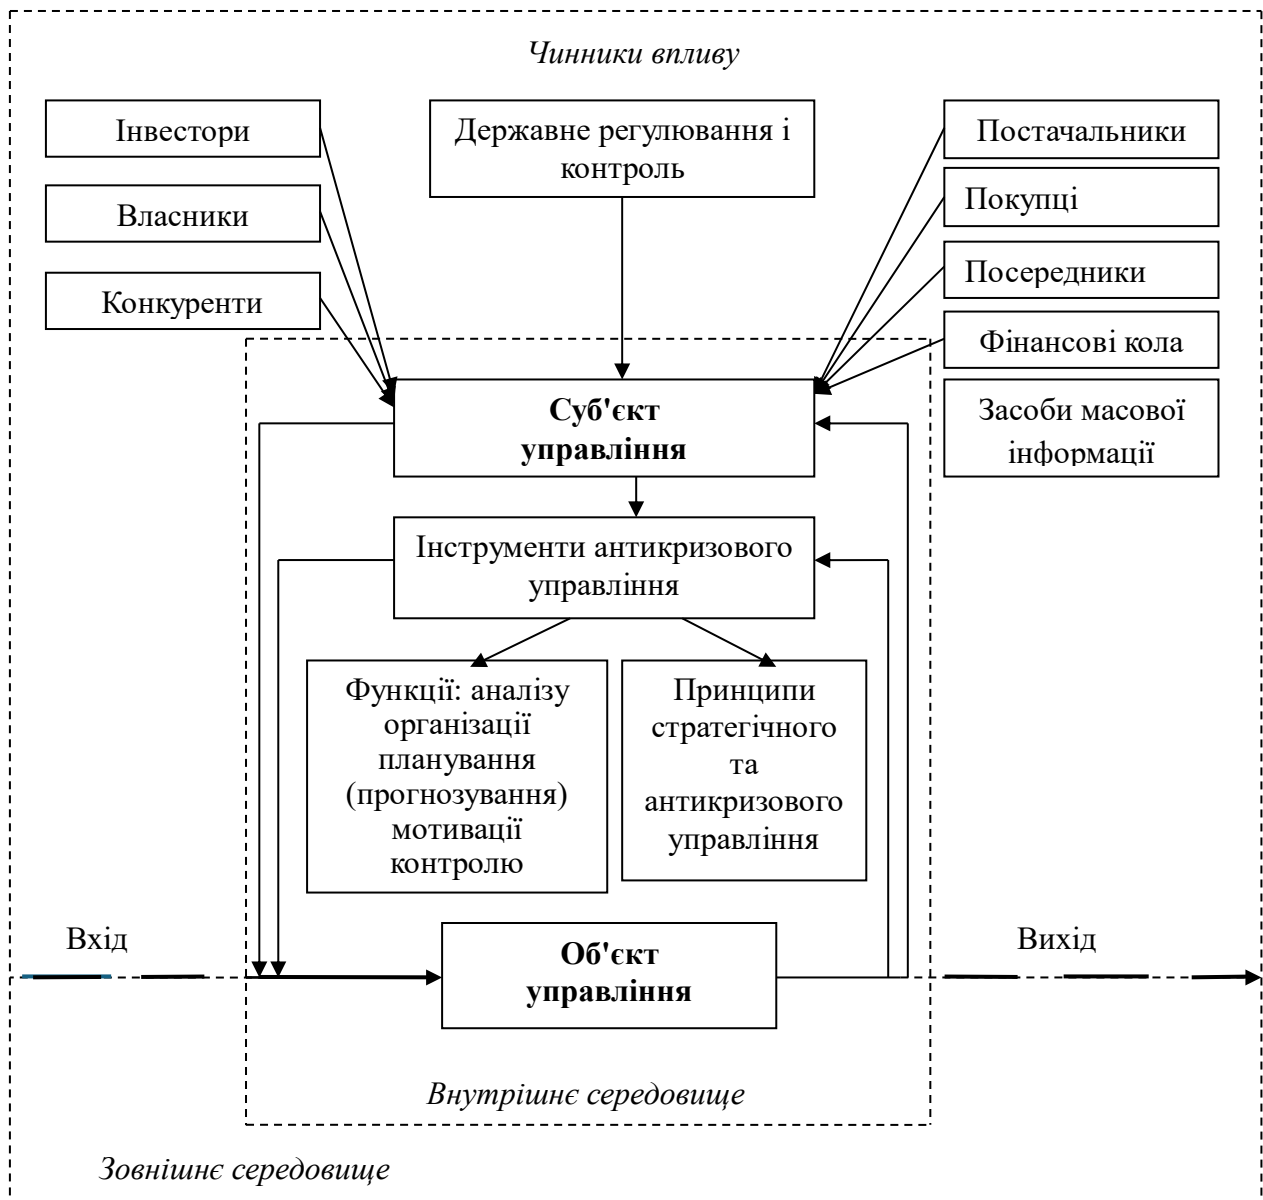 Чинники впливу
Інвестори
Власники
Конкуренти
Державне регулювання і
контроль
Постачальники
Покупці
Посередники
Фінансові кола
Засоби масової
інформації
Суб'єкт
управління
Інструменти антикризового
управління
Функції: аналізу
організації
планування
(прогнозування)
мотивації
контролю
Принципи
стратегічного
та
антикризового
управління
Вхід
Об'єкт
управління
Вихід
Внутрішнє середовище
Зовнішнє середовище